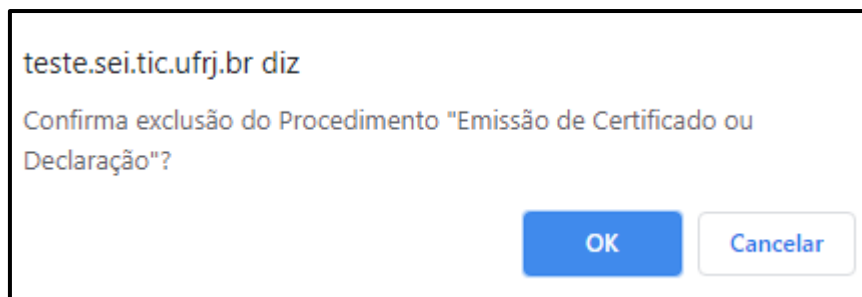 teste.sei.tic.ufrj.br diz
Confirma exclusão do Procedimento "Emissão de Certificado ou
Declaração"?
OK
Cancelar